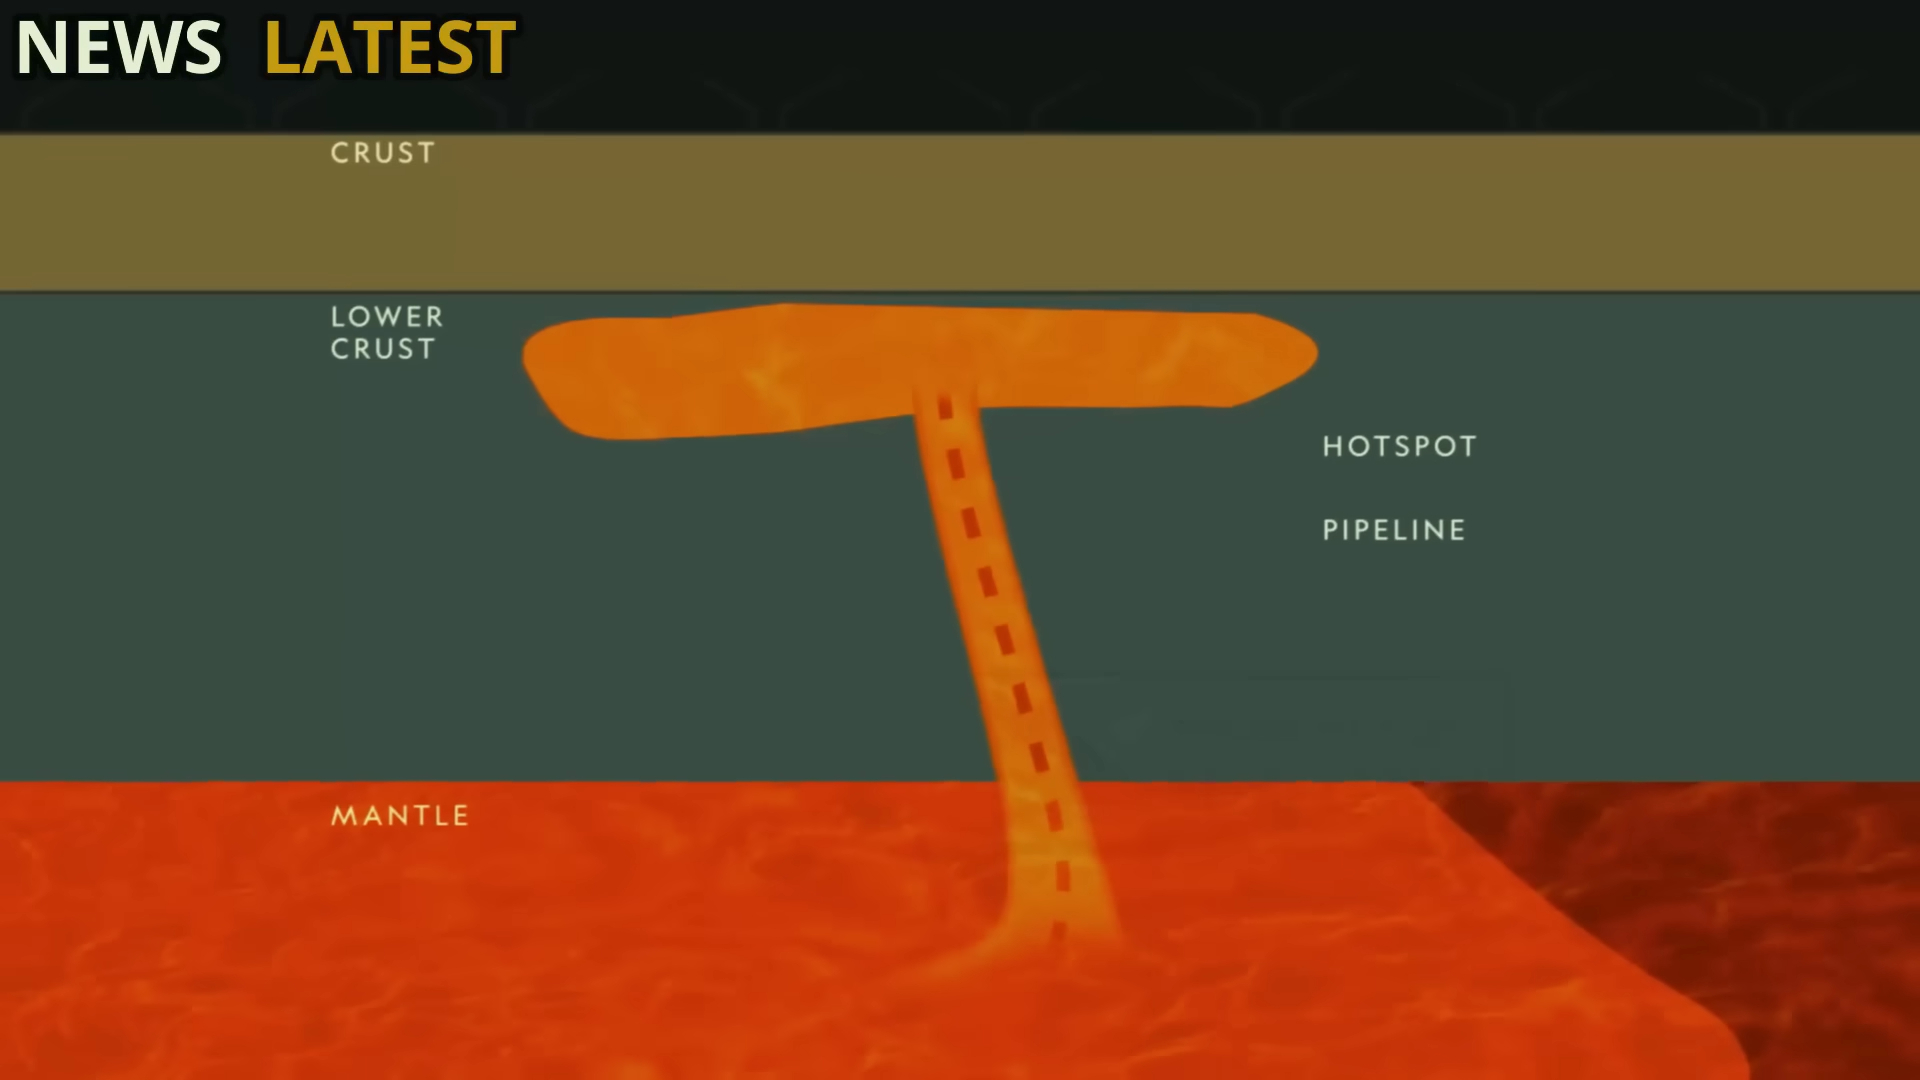 NEWS LATEST
CRUST
LOWER
CRUST
HOTSPOT
PIPELINE
MANTLE